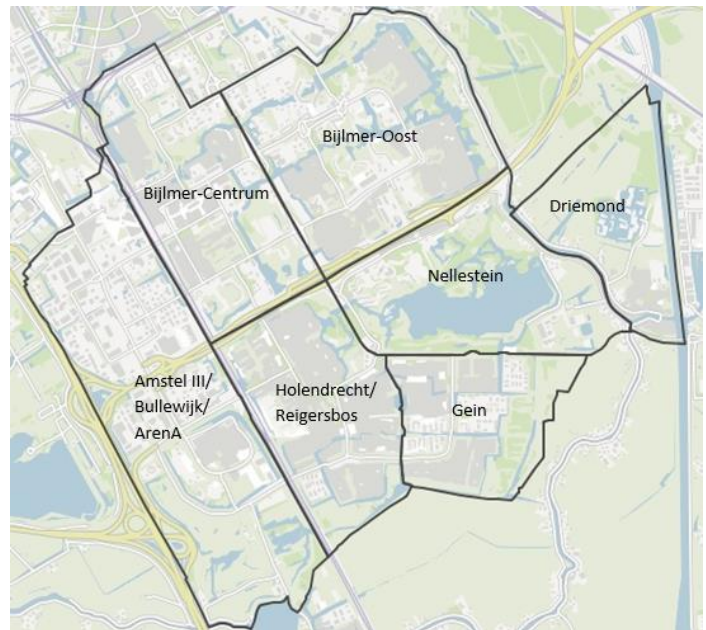 Bijlmer-Oost
Bijlmer-Centrum
Driemond
Nellestein
Amstel III/
Bullewijk/
ArenA
Holendrecht/
Reigersbos
Gein